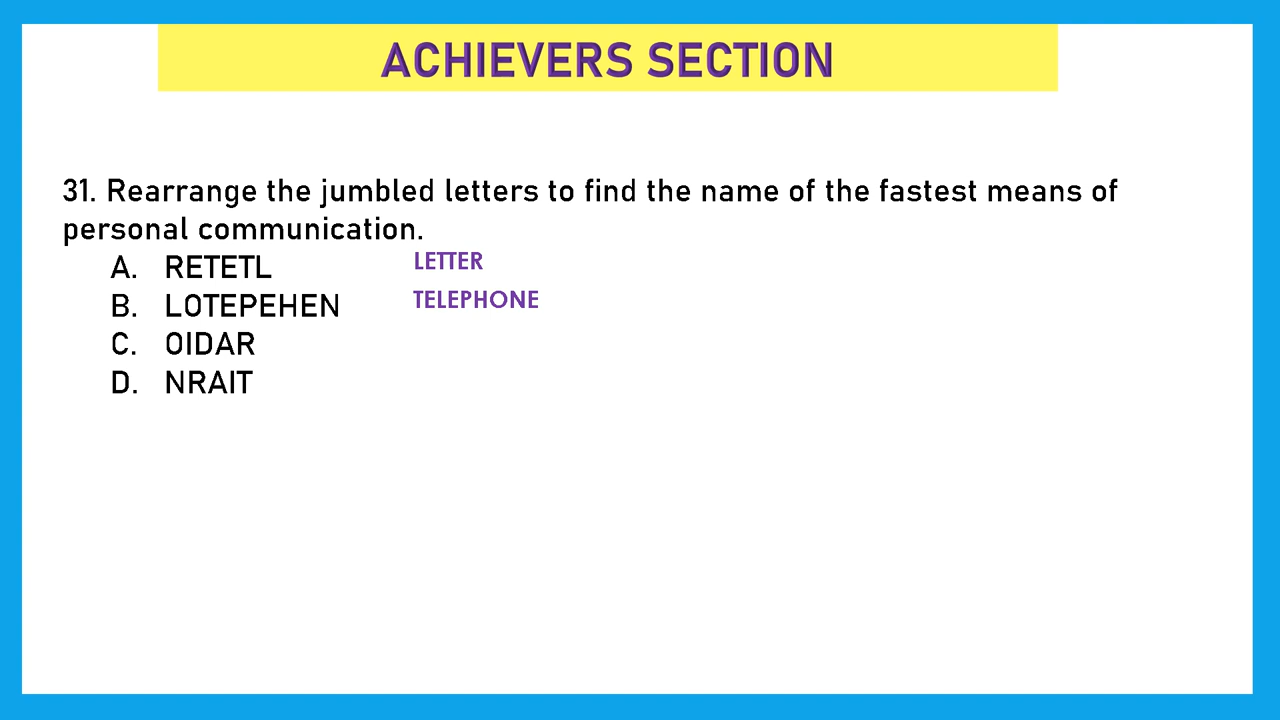 ACHIEVERS SECTION
31. Rearrange the jumbled letters to find the name of the fastest means of
personal communication.
A. RETETL LETTER
B. LOTEPEHEN TELEPHONE
C. OIDAR
D. NRAIT